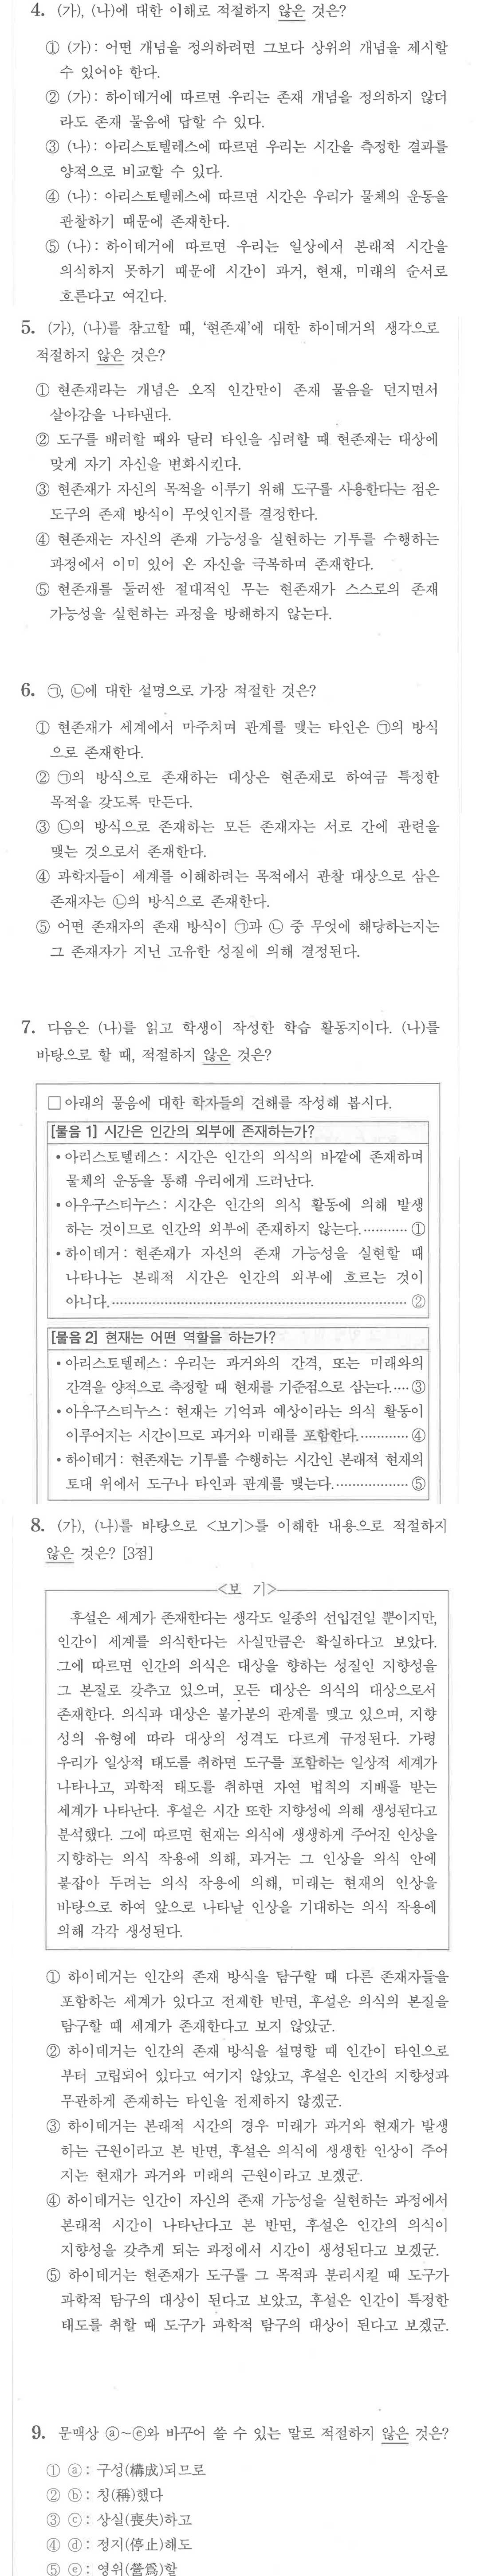 4. (가), (나)에 대한 이해로 적절하지 않은 것은?
① (가): 어떤 개념을 정의하려면 그보다 상위의 개념을 제시할
수 있어야 한다.
② (가): 하이데거에 따르면 우리는 존재 개념을 정의하지 않더
라도 존재 물음에 답할 수 있다.
③ (나): 아리스토텔레스에 따르면 우리는 시간을 측정한 결과를
양적으로 비교할 수 있다.
④ (나): 아리스토텔레스에 따르면 시간은 우리가 물체의 운동을
관찰하기 때문에 존재한다.
⑤ (나): 하이데거에 따르면 우리는 일상에서 본래적 시간을
의식하지 못하기 때문에 시간이 과거, 현재, 미래의 순서로
흐른다고 여긴다.
5. (가), (나)를 참고할 때, ‘현존재’에 대한 하이데거의 생각으로
적절하지 않은 것은?
① 현존재라는 개념은 오직 인간만이 존재 물음을 던지면서
살아감을 나타낸다.
② 도구를 배려할 때와 달리 타인을 심려할 때 현존재는 대상에
맞게 자기 자신을 변화시킨다.
③ 현존재가 자신의 목적을 이루기 위해 도구를 사용한다는 점은
도구의 존재 방식이 무엇인지를 결정한다.
④ 현존재는 자신의 존재 가능성을 실현하는 기투를 수행하는
과정에서 이미 있어 온 자신을 극복하며 존재한다.
⑤ 현존재를 둘러싼 절대적인 무는 현존재가 스스로의 존재
가능성을 실현하는 과정을 방해하지 않는다.
6. ㉠, ㉡에 대한 설명으로 가장 적절한 것은?
① 현존재가 세계에서 마주치며 관계를 맺는 타인은 ㉠의 방식
으로 존재한다.
② ㉠의 방식으로 존재하는 대상은 현존재로 하여금 특정한
목적을 갖도록 만든다.
③ ㉡의 방식으로 존재하는 모든 존재자는 서로 간에 관련을
맺는 것으로서 존재한다.
④ 과학자들이 세계를 이해하려는 목적에서 관찰 대상으로 삼은
존재자는 ㉡의 방식으로 존재한다.
⑤ 어떤 존재자의 존재 방식이 ㉠과 ㉡ 중 무엇에 해당하는지는
그 존재자가 지닌 고유한 성질에 의해 결정된다.
7. 다음은 (나)를 읽고 학생이 작성한 학습 활동지이다. (나)를
바탕으로 할 때, 적절하지 않은 것은?
□ 아래의 물음에 대한 학자들의 견해를 작성해 봅시다.
[물음 1] 시간은 인간의 외부에 존재하는가?
• 아리스토텔레스: 시간은 인간의 의식의 바깥에 존재하며
물체의 운동을 통해 우리에게 드러난다.
• 아우구스티누스: 시간은 인간의 의식 활동에 의해 발생
하는 것이므로 인간의 외부에 존재하지 않는다. ··········· ①
• 하이데거: 현존재가 자신의 존재 가능성을 실현할 때
나타나는 본래적 시간은 인간의 외부에 흐르는 것이
아니다. ··········· ②
[물음 2] 현재는 어떤 역할을 하는가?
• 아리스토텔레스: 우리는 과거와의 간격, 또는 미래와의
간격을 양적으로 측정할 때 현재를 기준점으로 삼는다. ···· ③
• 아우구스티누스: 현재는 기억과 예상이라는 의식 활동이
이루어지는 시간이므로 과거와 미래를 포함한다. ··········· ④
• 하이데거: 현존재는 기투를 수행하는 시간인 본래적 현재의
토대 위에서 도구나 타인과 관계를 맺는다. ··········· ⑤
8. (가), (나)를 바탕으로 <보기>를 이해한 내용으로 적절하지
않은 것은? [3점]
<보 기>
후설은 세계가 존재한다는 생각도 일종의 선입견일 뿐이지만,
인간이 세계를 의식한다는 사실만큼은 확실하다고 보았다.
그에 따르면 인간의 의식은 대상을 향하는 성질인 지향성을
그 본질로 갖추고 있으며, 모든 대상은 의식의 대상으로서
존재한다. 의식과 대상은 불가분의 관계를 맺고 있으며, 지향
성의 유형에 따라 대상의 성격도 다르게 규정된다. 가령
우리가 일상적 태도를 취하면 도구를 포함하는 일상적 세계가
나타나고, 과학적 태도를 취하면 자연 법칙의 지배를 받는
세계가 나타난다. 후설은 시간 또한 지향성에 의해 생성된다고
분석했다. 그에 따르면 현재는 의식에 생생하게 주어진 인상을
지향하는 의식 작용에 의해, 과거는 그 인상을 의식 안에
붙잡아 두려는 의식 작용에 의해, 미래는 현재의 인상을
바탕으로 하여 앞으로 나타날 인상을 기대하는 의식 작용에
의해 각각 생성된다.
① 하이데거는 인간의 존재 방식을 탐구할 때 다른 존재자들을
포함하는 세계가 있다고 전제한 반면, 후설은 의식의 본질을
탐구할 때 세계가 존재한다고 보지 않았군.
② 하이데거는 인간의 존재 방식을 설명할 때 인간이 타인으로
부터 고립되어 있다고 여기지 않았고, 후설은 인간의 지향성과
무관하게 존재하는 타인을 전제하지 않겠군.
③ 하이데거는 본래적 시간의 경우 미래가 과거와 현재가 발생
하는 근원이라고 본 반면, 후설은 의식에 생생한 인상이 주어
지는 현재가 과거와 미래의 근원이라고 보겠군.
④ 하이데거는 인간이 자신의 존재 가능성을 실현하는 과정에서
본래적 시간이 나타난다고 본 반면, 후설은 인간의 의식이
지향성을 갖추게 되는 과정에서 시간이 생성된다고 보겠군.
⑤ 하이데거는 현존재가 도구를 그 목적과 분리시킬 때 도구가
과학적 탐구의 대상이 된다고 보았고, 후설은 인간이 특정한
태도를 취할 때 도구가 과학적 탐구의 대상이 된다고 보겠군.
9. 문맥상 ⓐ～ⓔ와 바꾸어 쓸 수 있는 말로 적절하지 않은 것은?
① ⓐ: 구성(構成)되므로
② ⓑ: 칭(稱)했다
③ ⓒ: 상실(喪失)하고
④ ⓓ: 정지(停止)해도
⑤ ⓔ: 영위(營爲)할